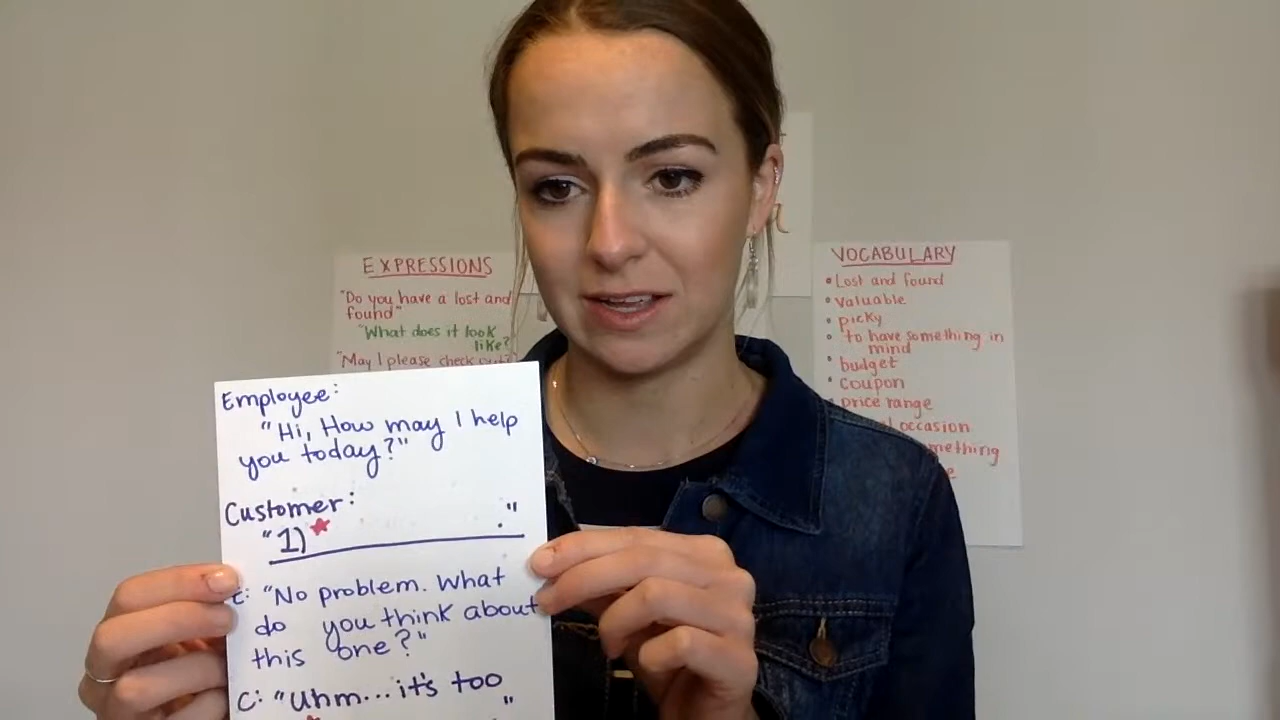 EXPRESSIONS
"Do you have a lost and
found"
"What does it look
like?
"May I please check out?
VOCABULARY
• Lost and found
• valuable
• picky
• to have something in
mind
• budget
• coupon
• price range
occasion
mething
Employee:
"Hi, How may I help
you today?"
Customer:
"1)* ."
E: "No problem. What
do you think about
this one?"
C: "Uhm...it's too
"